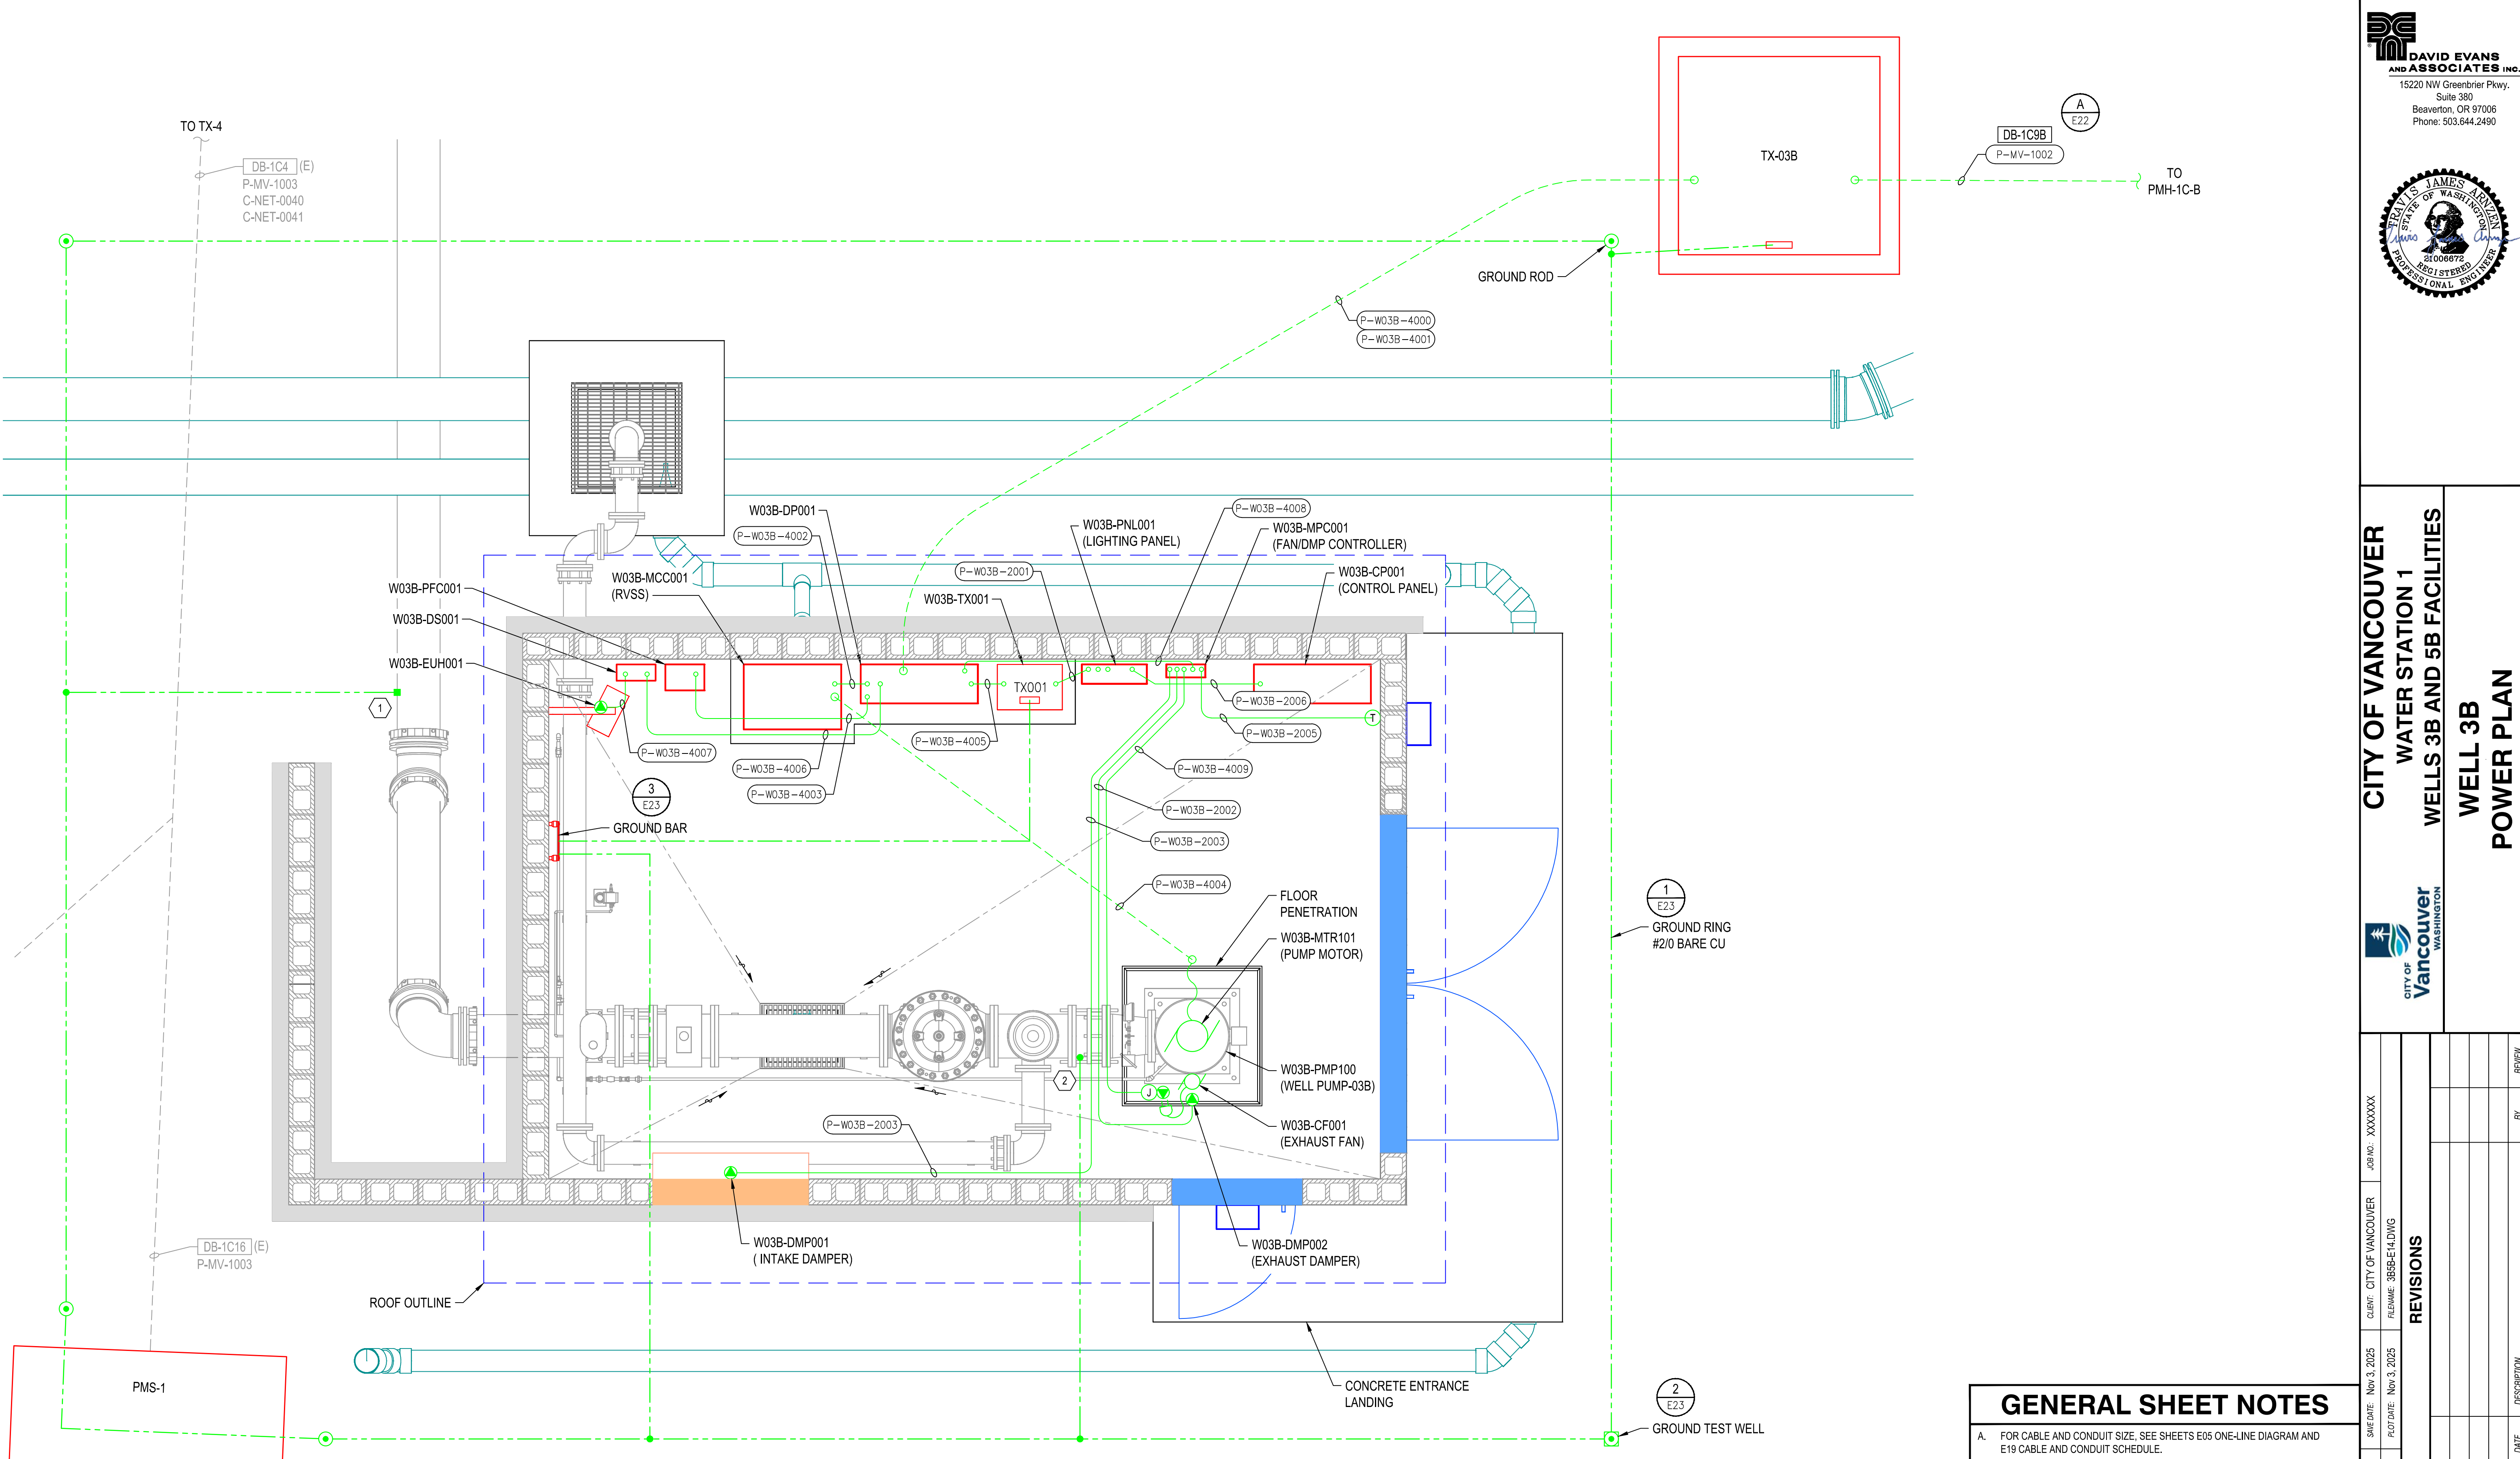 TO TX-4
DB-1C4 (E)
P-MV-1003
C-NET-0040
C-NET-0041
TX-03B
A
E22
DB-1C9B
P-MV-1002
TO
PMH-1C-B
GROUND ROD
P-W03B-4000
P-W03B-4001
W03B-DP001
P-W03B-4002
W03B-PNL001
(LIGHTING PANEL)
P-W03B-4008
W03B-MPC001
(FAN/DMP CONTROLLER)
W03B-MCC001
(RVSS)
P-W03B-2001
W03B-CP001
(CONTROL PANEL)
W03B-PFC001
W03B-TX001
W03B-DS001
W03B-EUH001
TX001
1
P-W03B-2006
T
P-W03B-2005
P-W03B-4007
P-W03B-4005
P-W03B-4006
P-W03B-4003
P-W03B-4009
P-W03B-2002
P-W03B-2003
3
E23
GROUND BAR
P-W03B-4004
FLOOR
PENETRATION
W03B-MTR101
(PUMP MOTOR)
1
E23
GROUND RING
#2/0 BARE CU
2
J
W03B-PMP100
(WELL PUMP-03B)
W03B-CF001
(EXHAUST FAN)
P-W03B-2003
W03B-DMP001
( INTAKE DAMPER)
W03B-DMP002
(EXHAUST DAMPER)
DB-1C16 (E)
P-MV-1003
ROOF OUTLINE
PMS-1
CONCRETE ENTRANCE
LANDING
2
E23
GROUND TEST WELL
GENERAL SHEET NOTES
A. FOR CABLE AND CONDUIT SIZE, SEE SHEETS E05 ONE-LINE DIAGRAM AND
E19 CABLE AND CONDUIT SCHEDULE.
DAVID EVANS
AND ASSOCIATES INC.
15220 NW Greenbrier Pkwy.
Suite 380
Beaverton, OR 97006
Phone: 503.644.2490
TRAVIS JAMES ARNZEN
STATE OF WASHINGTON
21006672
REGISTERED
PROFESSIONAL ENGINEER
CITY OF VANCOUVER
WATER STATION 1
WELLS 3B AND 5B FACILITIES
WELL 3B
POWER PLAN
CITY OF
Vancouver
WASHINGTON
SAVE DATE: Nov 3, 2025
CLIENT: CITY OF VANCOUVER
JOB NO.: XXXXXXX
PLOT DATE: Nov 3, 2025
FILENAME: 3B5B-E14.DWG
REVISIONS
DATE
DESCRIPTION
BY
REVIEW